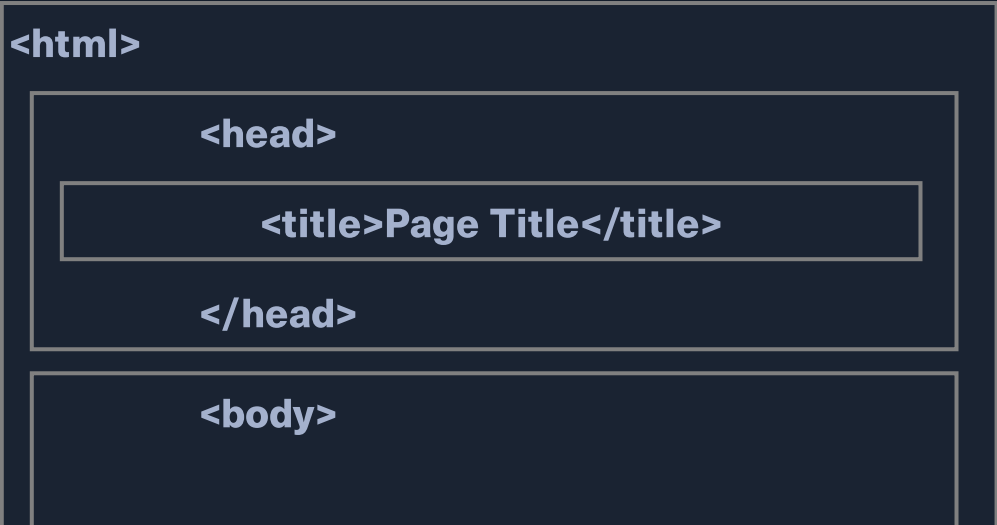 <html>
<head>
<title>Page Title</title>
</head>
<body>